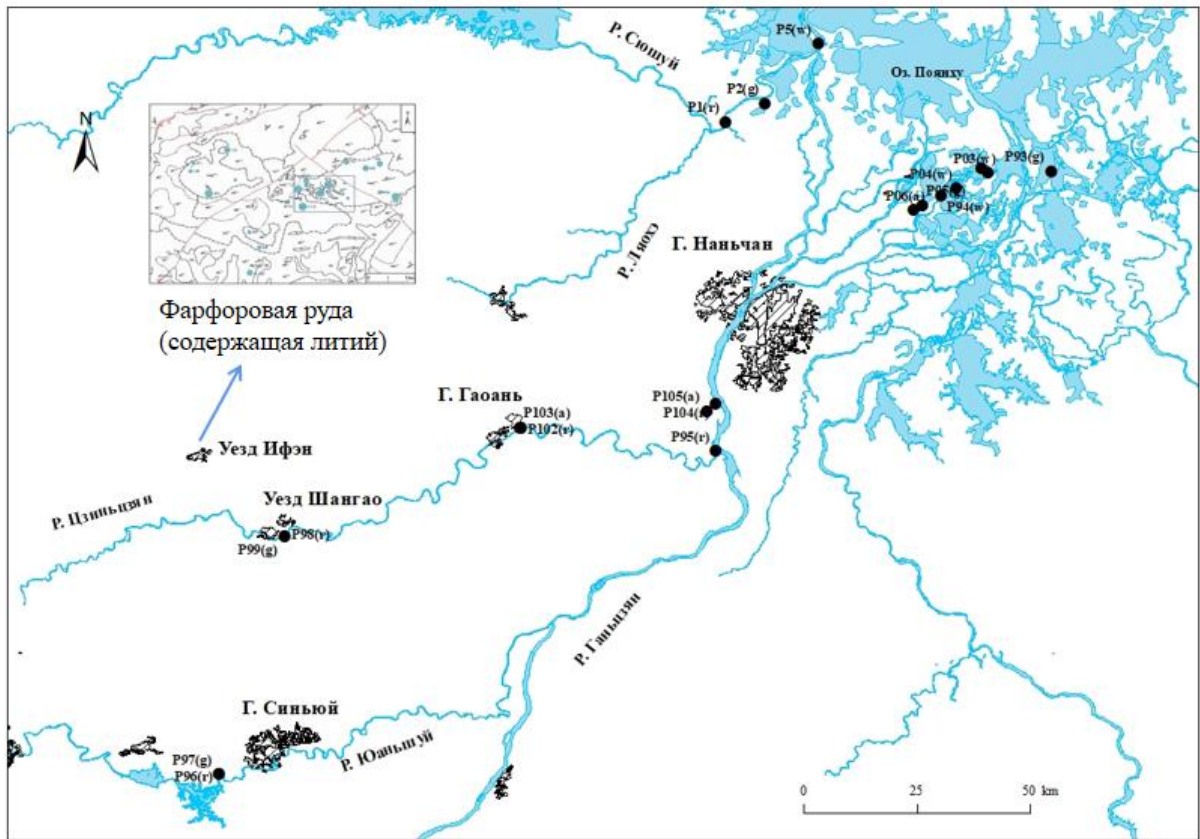 P5(w)
Р. Сюшуй
Оз. Поянху
P2(g)
P1(r)
N
P03(w)
P93(g)
P04(w)
P06(a)
P94(w)
Г. Наньчан
Р. Ляохэ
Фарфоровая руда
(содержащая литий)
Г. Гаоань
P105(a)
P103(a)
P102(r)
P95(r)
Уезд Ифэн
Уезд Шангао
Р. Цзиньцзян
P98(r)
P99(g)
Р. Ганьцзян
Г. Синьюй
Р. Юаньшуй
P97(g)
P96(r)
0 25 50 km